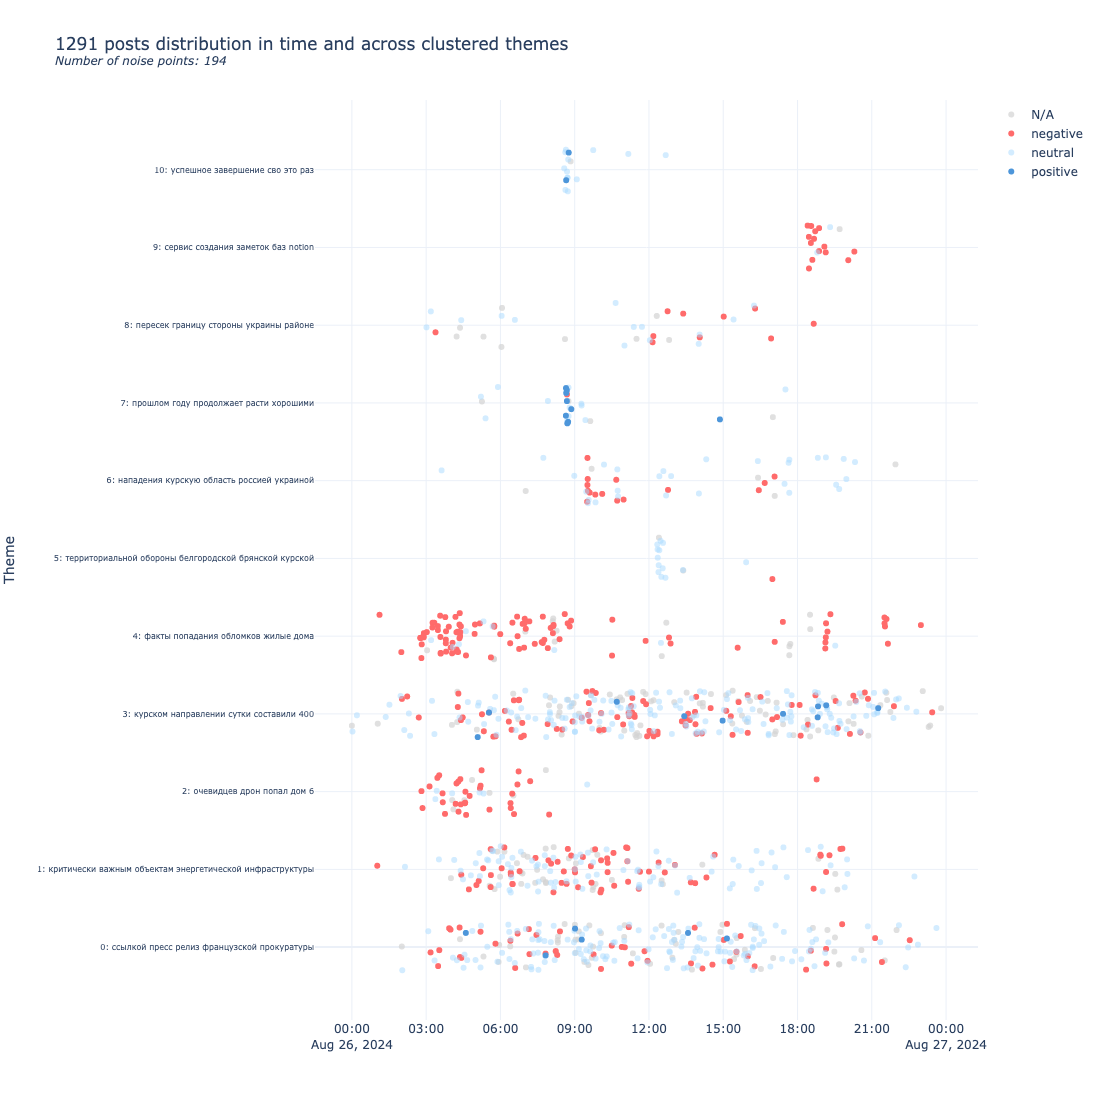 1291 posts distribution in time and across clustered themes
Number of noise points: 194
N/A
negative
neutral
positive
10: успешное завершение сво это раз
9: сервис создания заметок баз notion
8: пересек границу стороны украины районе
7: прошлом году продолжает расти хорошими
6: нападения курскую область россией украиной
5: территориальной обороны белгородской брянской курской
4: факты попадания обломков жилые дома
3: курском направлении сутки составили 400
2: очевидцев дрон попал дом 6
1: критически важным объектам энергетической инфраструктуры
0: ссылкой пресс релиз французской прокуратуры
Theme
00:00 03:00 06:00 09:00 12:00 15:00 18:00 21:00 00:00
Aug 26, 2024 Aug 27, 2024